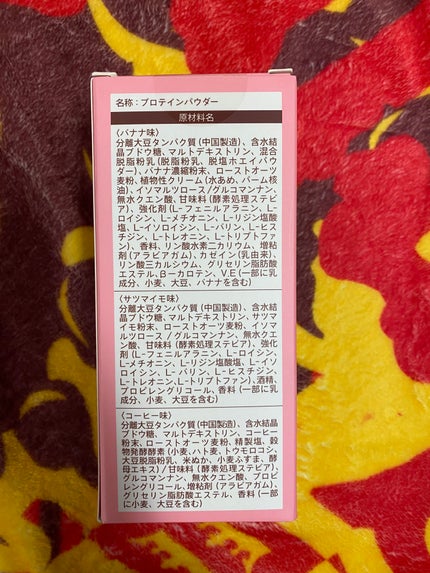 名称：プロテインパウダー
原材料名
〈バナナ味〉
分離大豆タンパク質(中国製造)、含水結
晶ブドウ糖、マルトデキストリン、混合
脱脂粉乳(脱脂粉乳、脱塩ホエイパウ
ダー)、バナナ濃縮粉末、ローストオーツ
麦粉、植物性クリーム(水あめ、パーム核
油)、イソマルツロース/グルコマンナン、
無水クエン酸、甘味料(酵素処理ステビ
ア)、強化剤(L-フェニルアラニン、L-
ロイシン、L-メチオニン、L-リジン塩酸
塩、L-イソロイシン、L-バリン、L-ヒス
チジン、L-トレオニン、L-トリプトファ
ン)、香料、リン酸水素二カリウム、増粘
剤(アラビアガム)、カゼイン(乳由来)、
リン酸三カルシウム、グリセリン脂肪酸
エステル、β-カロテン、V.E(一部に乳
成分、小麦、大豆、バナナを含む)
〈サツマイモ味〉
分離大豆タンパク質(中国製造)、含水結
晶ブドウ糖、マルトデキストリン、サツマ
イモ粉末、ローストオーツ麦粉、イソマ
ルツロース/グルコマンナン、無水クエ
ン酸、甘味料(酵素処理ステビア)、強化
剤(L-フェニルアラニン、L-ロイシン、
L-メチオニン、L-リジン塩酸塩、L-イソ
ロイシン、L-バリン、L-ヒスチジン、
L-トレオニン、L-トリプトファン)、酒精、
プロピレングリコール、香料(一部に乳
成分、小麦、大豆を含む)
〈コーヒー味〉
分離大豆タンパク質(中国製造)、含水結
晶ブドウ糖、マルトデキストリン、コーヒー
粉末、ローストオーツ麦粉、精製塩、穀
物発酵酵素(小麦、ハト麦、トウモロコシ、
大豆脱脂粉乳、米ぬか、小麦ふすま、酵
母エキス)/甘味料(酵素処理ステビア)、
グルコマンナン、無水クエン酸、プロピ
レングリコール、増粘剤(アラビアガム)、
グリセリン脂肪酸エステル、香料(一部
に小麦、大豆を含む)